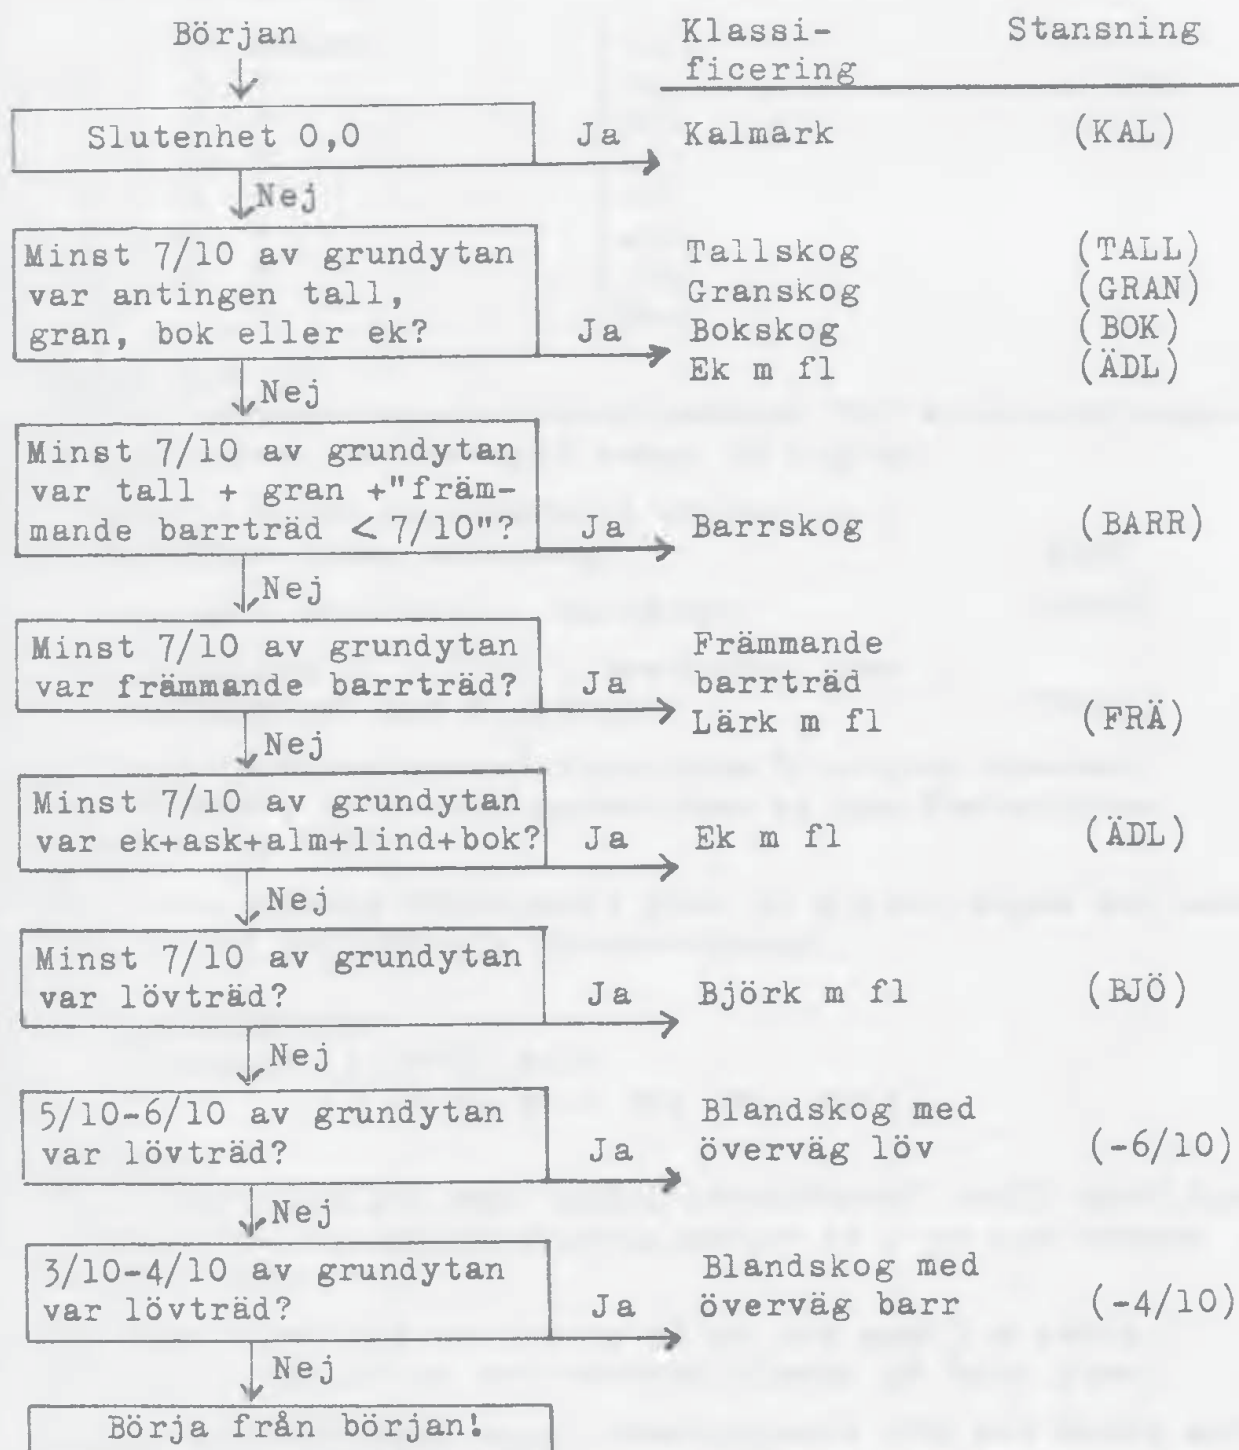 Början Klassi- Stansning
ficering
Slutenhet 0,0 Ja Kalmark (KAL)
Nej
Minst 7/10 av grundytan Tallskog (TALL)
var antingen tall, Granskog (GRAN)
gran, bok eller ek? Ja Bokskog (BOK)
Ek m fl (ÄDL)
Nej
Minst 7/10 av grundytan
var tall + gran +"främ-
mande barrträd < 7/10"? Ja Barrskog (BARR)
Nej
Minst 7/10 av grundytan Främmande
var främmande barrträd? Ja barrträd
Lärk m fl (FRÄ)
Nej
Minst 7/10 av grundytan
var ek+ask+alm+lind+bok? Ja Ek m fl (ÄDL)
Nej
Minst 7/10 av grundytan
var lövträd? Ja Björk m fl (BJÖ)
Nej
5/10-6/10 av grundytan Blandskog med
var lövträd? Ja överväg löv (-6/10)
Nej
3/10-4/10 av grundytan Blandskog med
var lövträd? Ja överväg barr (-4/10)
Nej
Börja från början!